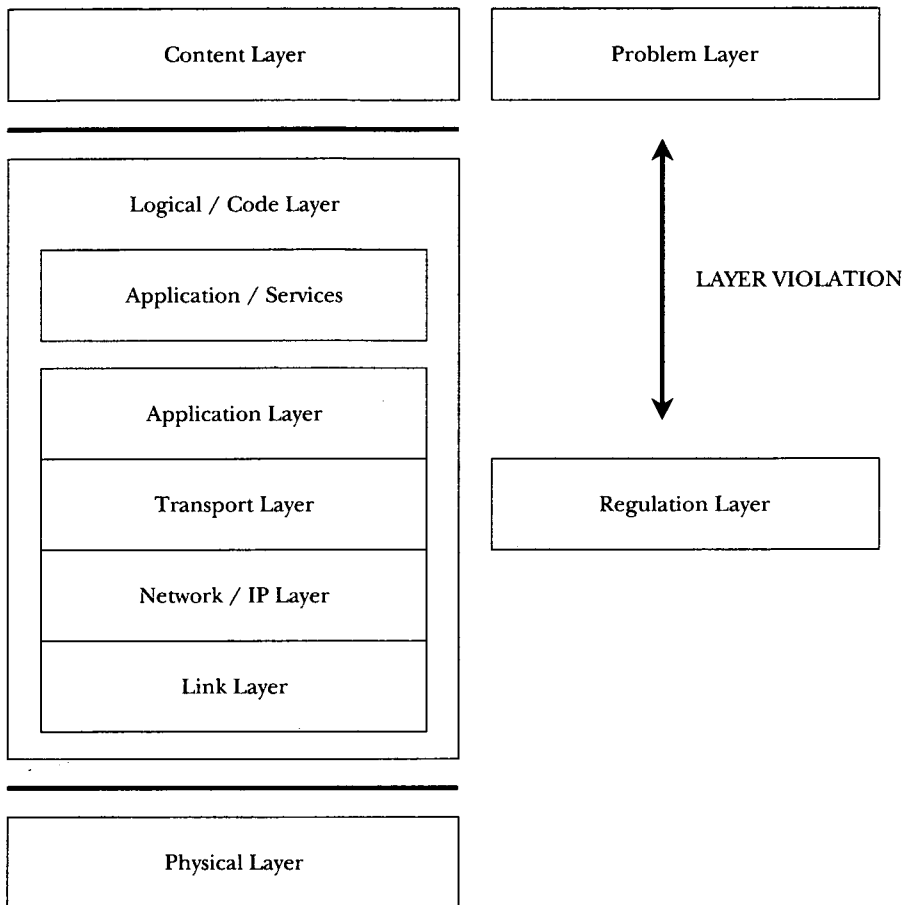 Content Layer
Problem Layer
Logical / Code Layer
Application / Services
LAYER VIOLATION
Application Layer
Transport Layer
Regulation Layer
Network / IP Layer
Link Layer
Physical Layer